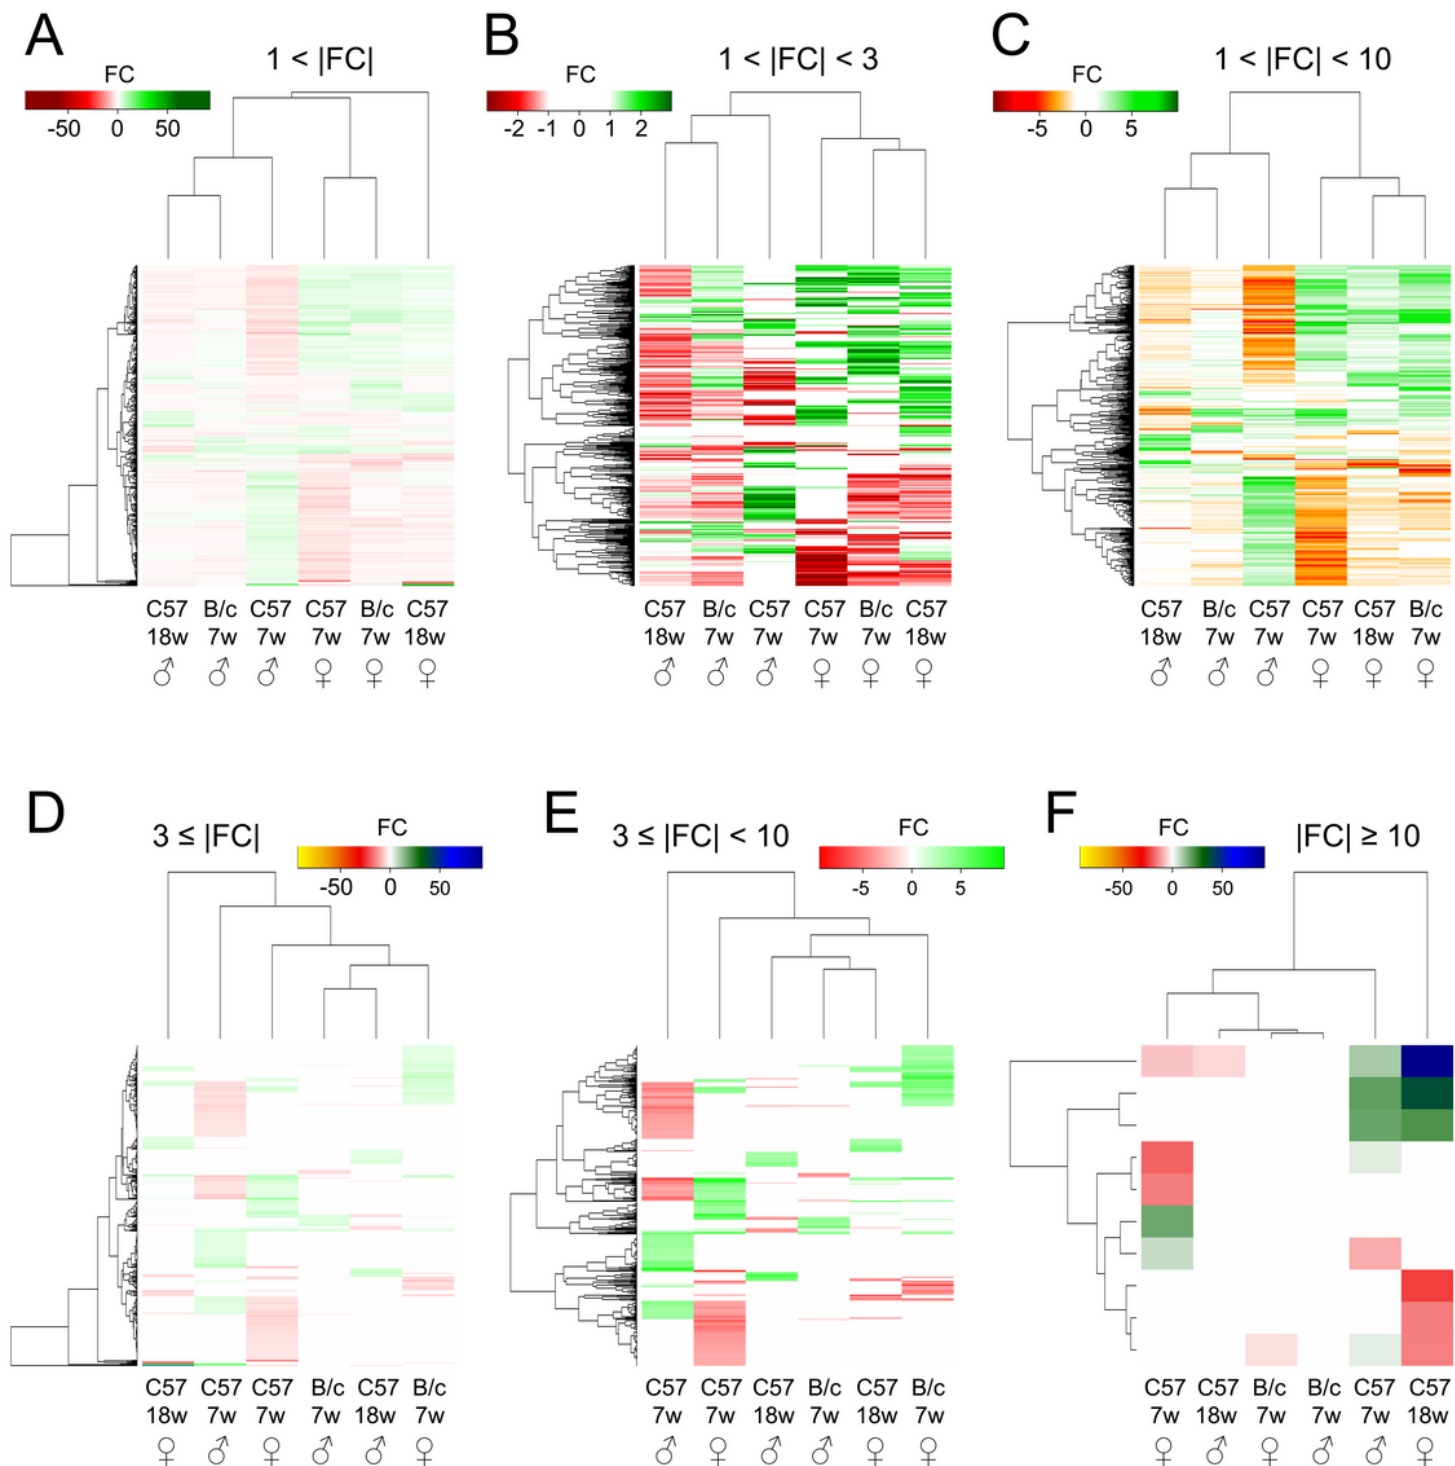 A
1 < |FC|
FC
-50 0 50
C57 B/c C57 C57 B/c C57
18w 7w 7w 7w 7w 18w
♂ ♂ ♂ ♀ ♀ ♀
B
1 < |FC| < 3
FC
-2 -1 0 1 2
C57 B/c C57 C57 B/c C57
18w 7w 7w 7w 7w 18w
♂ ♂ ♂ ♀ ♀ ♀
C
1 < |FC| < 10
FC
-5 0 5
C57 B/c C57 C57 C57 B/c
18w 7w 7w 7w 18w 7w
♂ ♂ ♂ ♀ ♀ ♀
D
3 ≤ |FC|
FC
-50 0 50
C57 C57 C57 B/c C57 B/c
18w 7w 7w 7w 18w 7w
♀ ♂ ♀ ♂ ♂ ♀
E
3 ≤ |FC| < 10
FC
-5 0 5
C57 C57 C57 B/c C57 B/c
7w 7w 18w 7w 18w 7w
♂ ♀ ♂ ♂ ♀ ♀
F
FC
|FC| ≥ 10
-50 0 50
C57 C57 B/c B/c C57 C57
7w 18w 7w 7w 7w 18w
♀ ♂ ♀ ♂ ♂ ♀